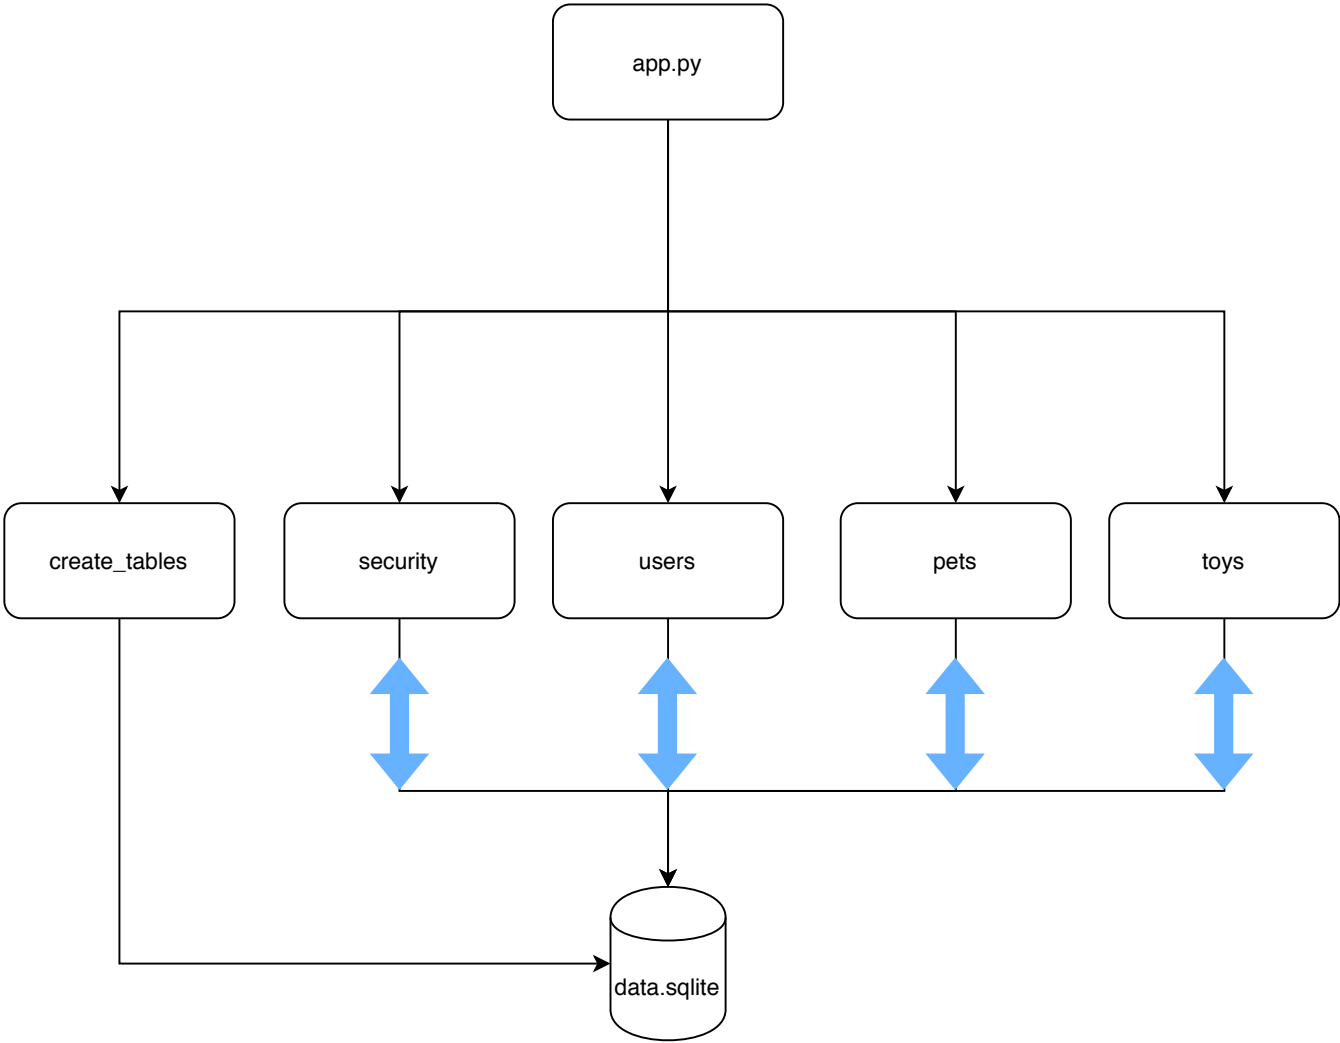 app.py
create_tables
security
users
pets
toys
data.sqlite